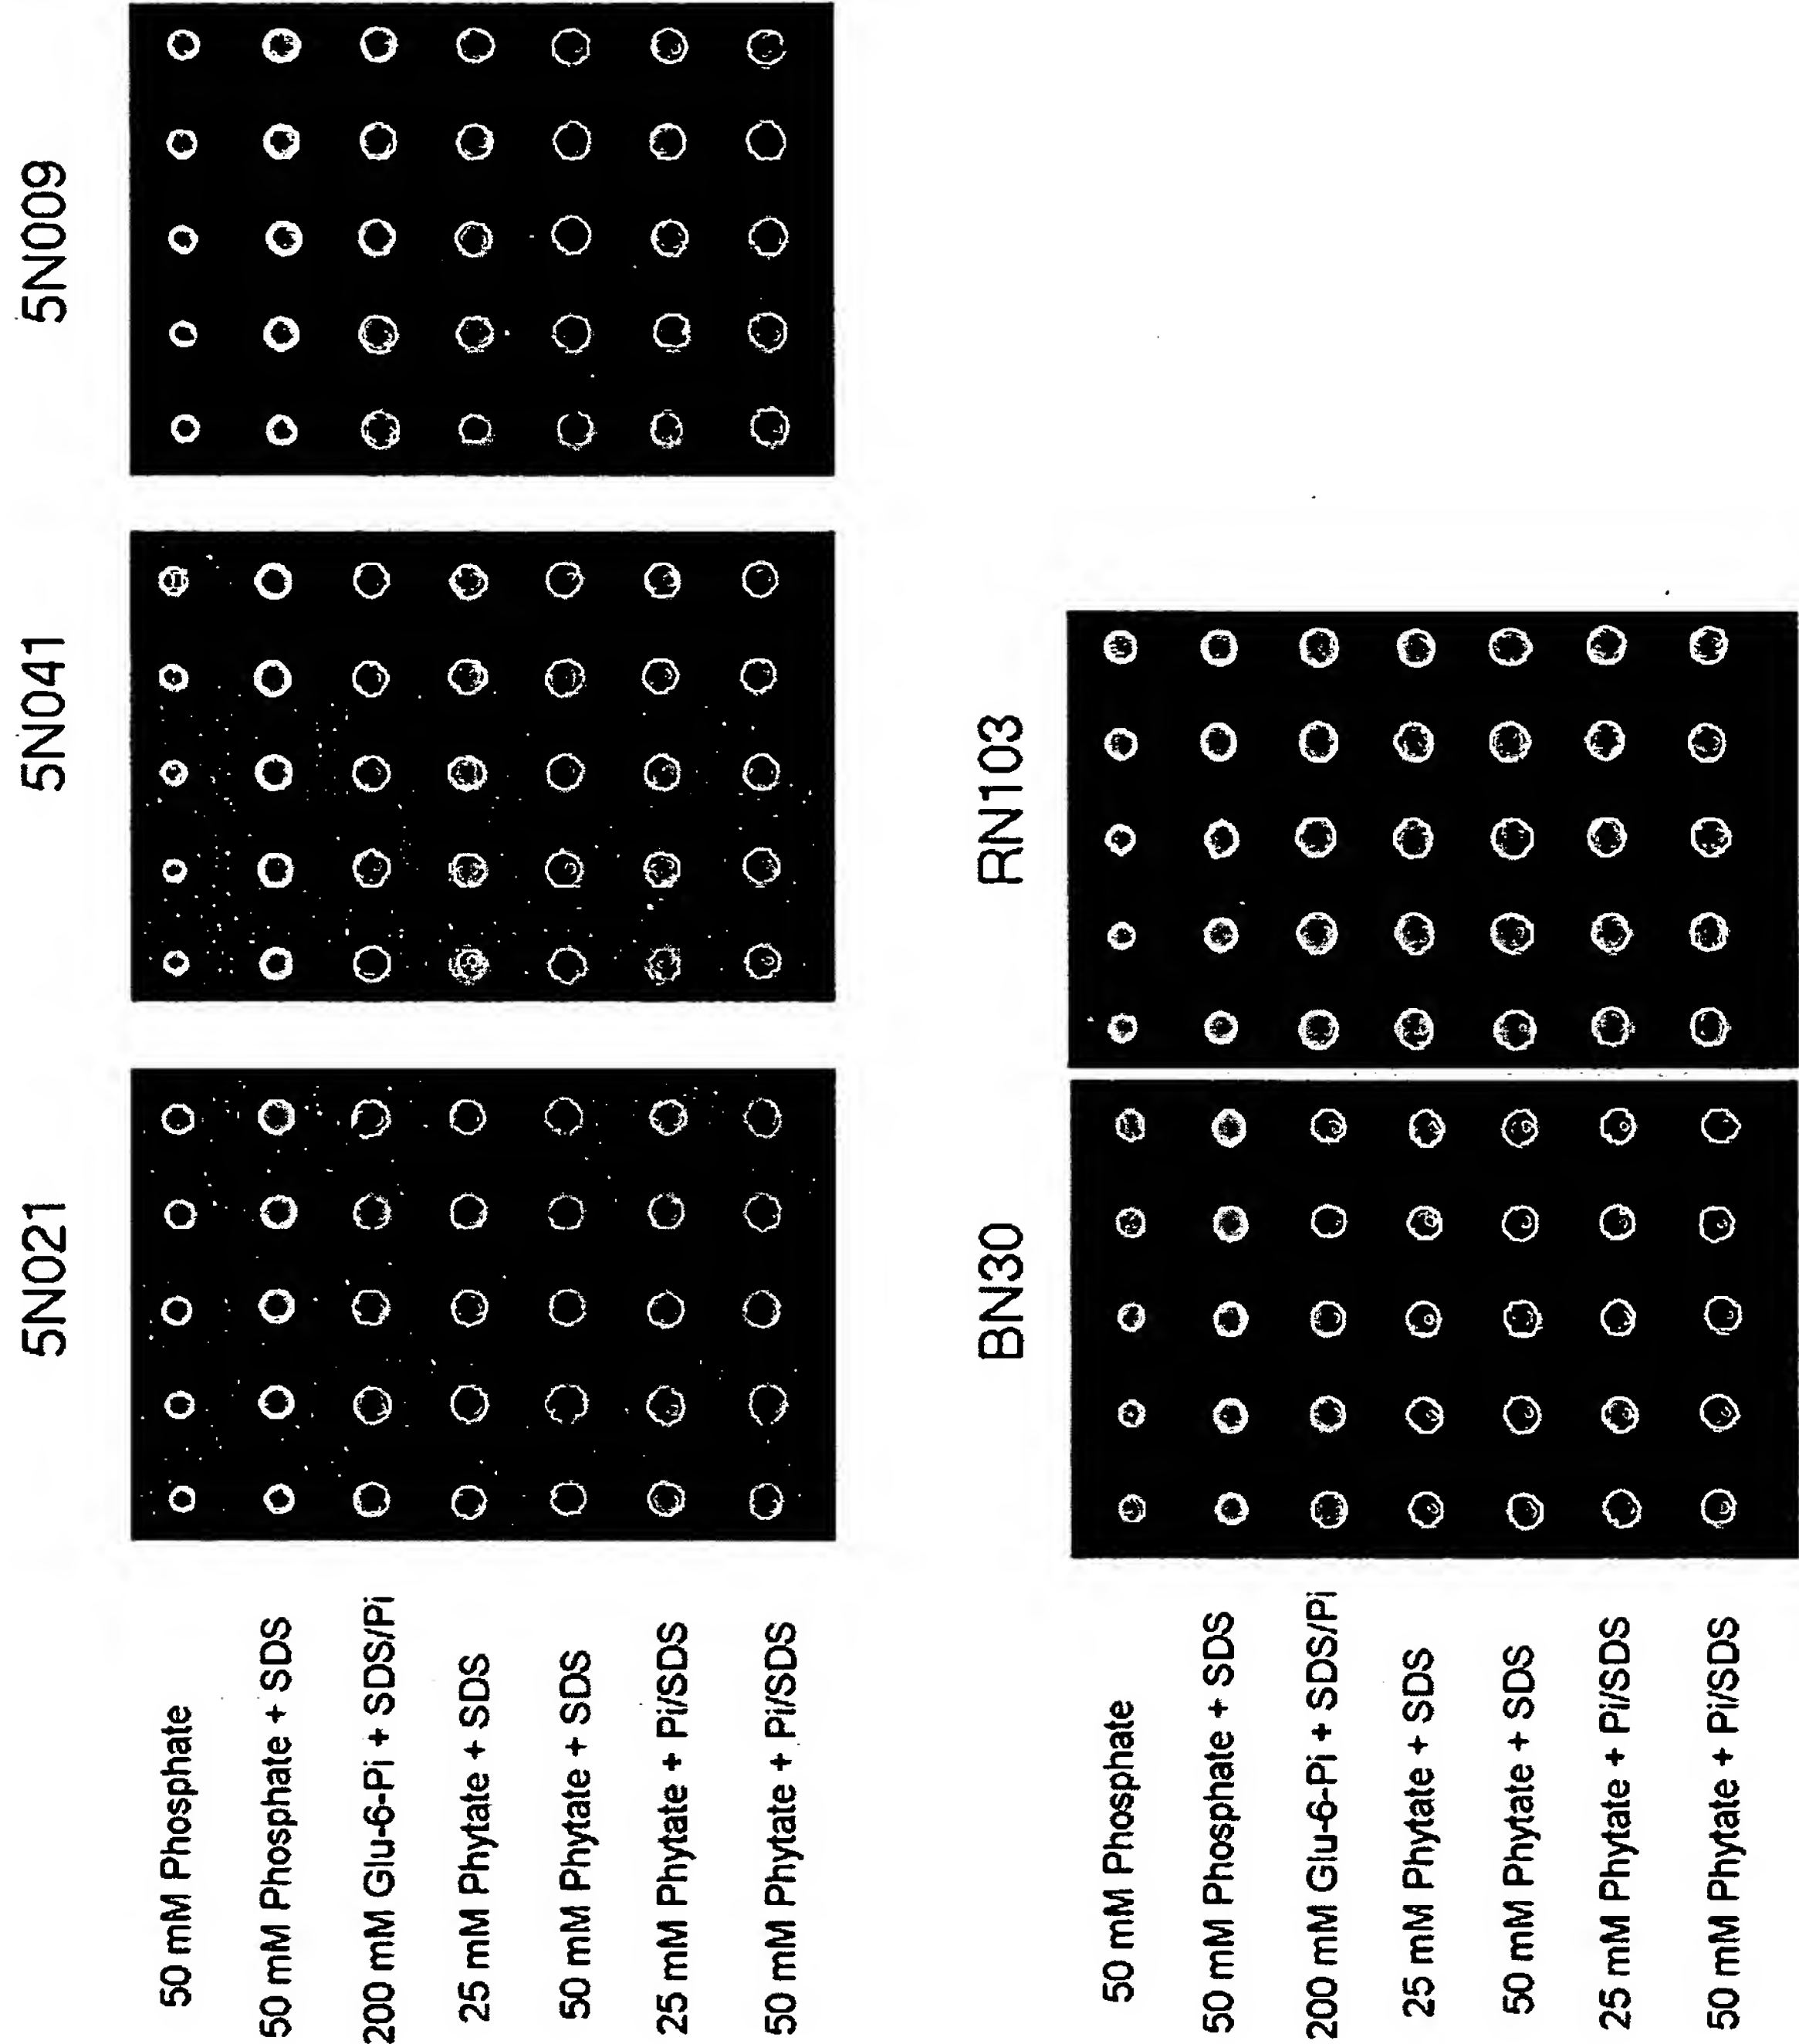 5N021
5N041
5N009
50 mM Phosphate
50 mM Phosphate + SDS
200 mM Glu-6-Pi + SDS/Pi
25 mM Phytate + SDS
50 mM Phytate + SDS
25 mM Phytate + Pi/SDS
50 mM Phytate + Pi/SDS
BN30
RN103
50 mM Phosphate
50 mM Phosphate + SDS
200 mM Glu-6-Pi + SDS/Pi
25 mM Phytate + SDS
50 mM Phytate + SDS
25 mM Phytate + Pi/SDS
50 mM Phytate + Pi/SDS